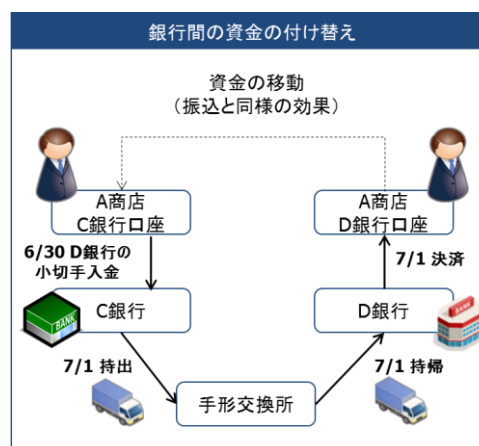 銀行間の資金の付け替え
資金の移動
（振込と同様の効果）
A商店
C銀行口座
A商店
D銀行口座
6/30 D銀行の
小切手入金
7/1 決済
BANK
C銀行
D銀行
BANK
7/1 持出
7/1 持帰
手形交換所